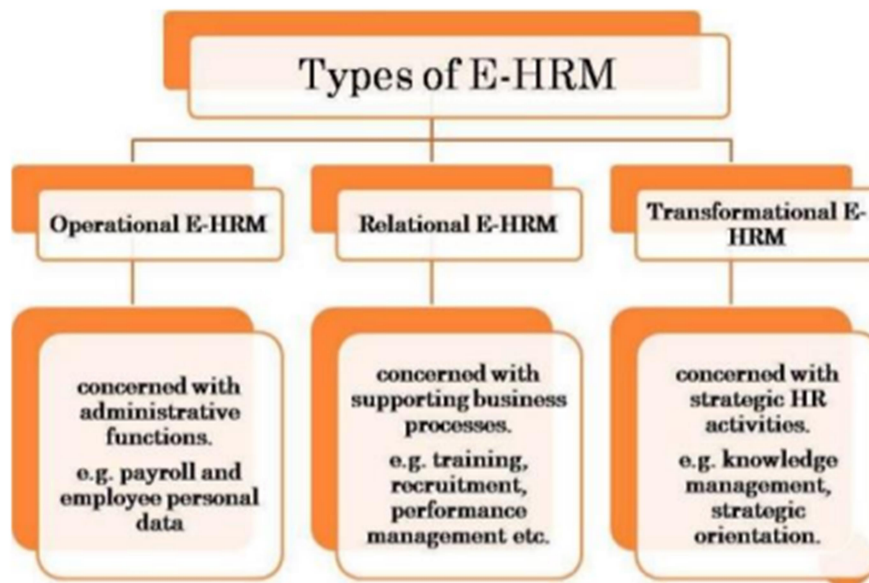 Types of E-HRM
Operational E-HRM
Relational E-HRM
Transformational E-
HRM
concerned with
administrative
functions.
e.g. payroll and
employee personal
data
concerned with
supporting business
processes.
e.g. training,
recruitment,
performance
management etc.
concerned with
strategic HR
activities.
e.g. knowledge
management,
strategic
orientation.